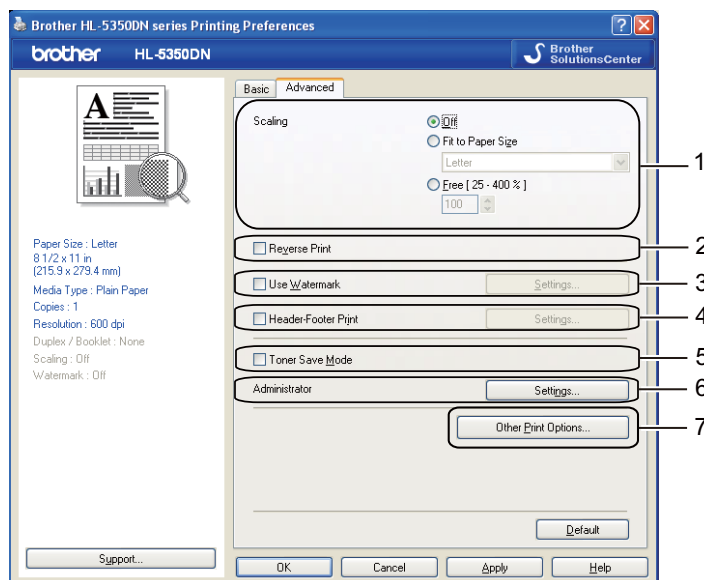 Brother HL-5350DN series Printing Preferences
brother HL-5350DN
Brother
SolutionsCenter
Basic
Advanced
A
Scaling
Off
Fit to Paper Size
Letter
Free [ 25 - 400 % ]
100
1
Paper Size : Letter
8 1/2 x 11 in
(215.9 x 279.4 mm)
Media Type : Plain Paper
Copies : 1
Resolution : 600 dpi
Duplex / Booklet : None
Scaling : Off
Watermark : Off
Reverse Print
2
Use Watermark
Settings...
3
Header-Footer Print
Settings...
4
Toner Save Mode
5
Administrator
Settings...
6
Other Print Options...
7
Default
Support...
OK
Cancel
Apply
Help